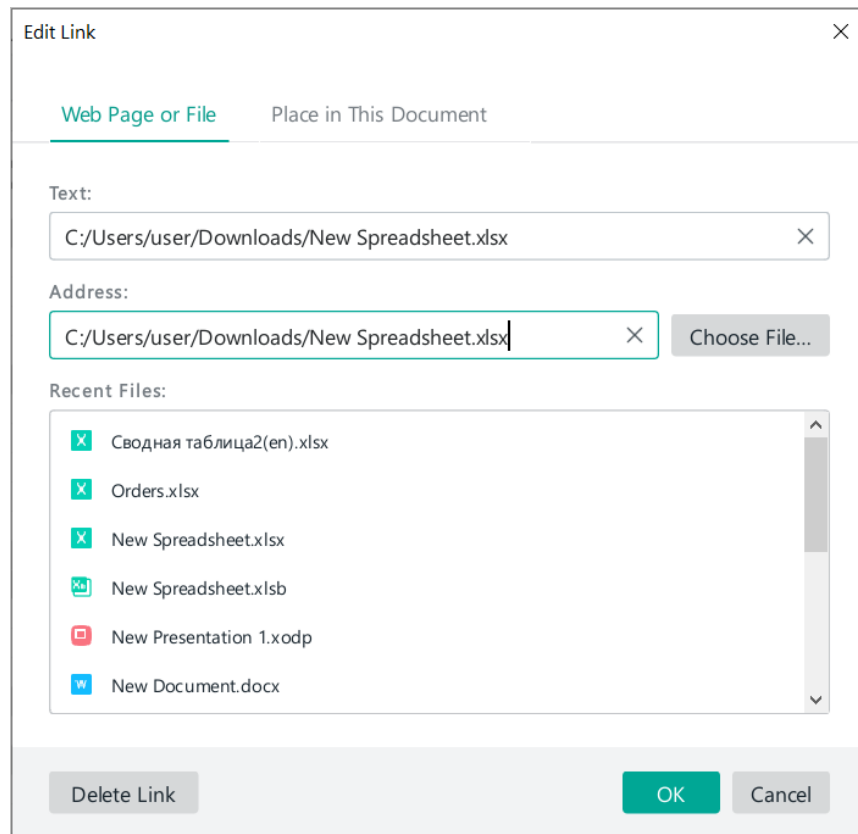 Edit Link
Web Page or File Place in This Document
Text:
C:/Users/user/Downloads/New Spreadsheet.xlsx
Address:
C:/Users/user/Downloads/New Spreadsheet.xlsx Choose File...
Recent Files:
Сводная таблица2(en).xlsx
Orders.xlsx
New Spreadsheet.xlsx
New Spreadsheet.xlsb
New Presentation 1.xodp
New Document.docx
Delete Link OK Cancel